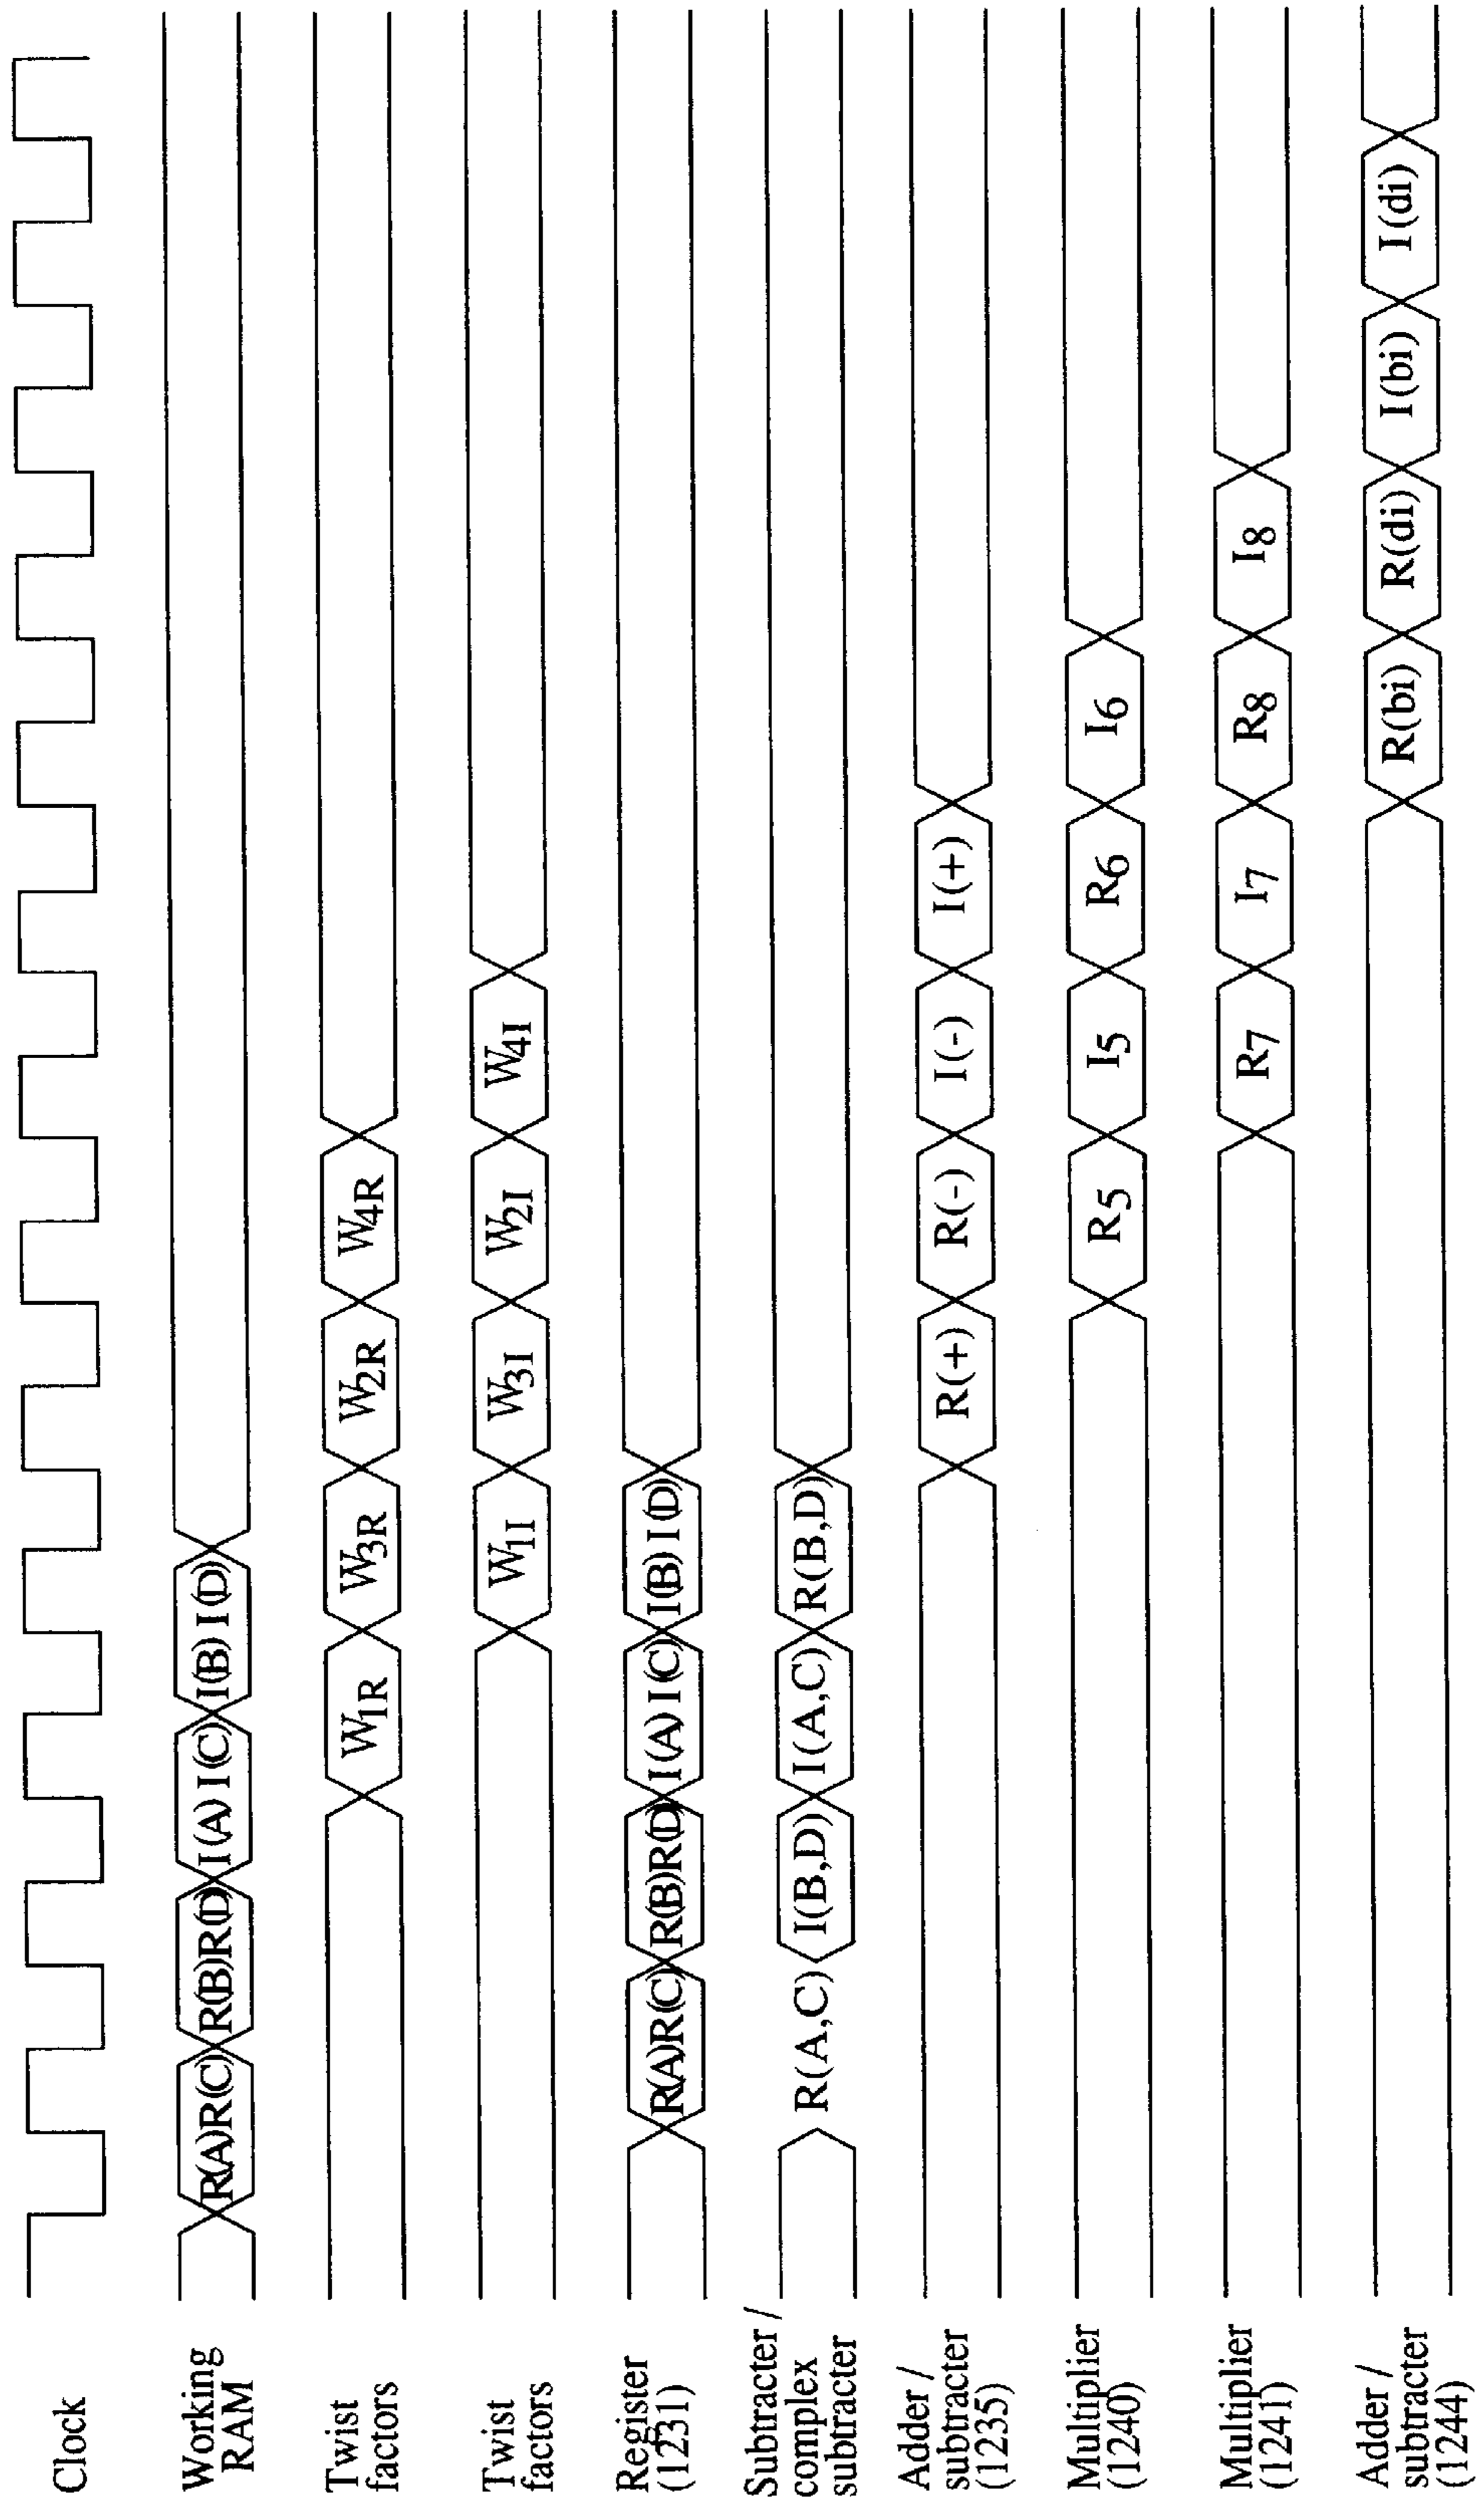 Clock
Working
RAM
R(A)R(C) R(B)R(D) I(A) I(C) I(B) I(D)
Twist
factors
W1R W3R W2R W4R
Twist
factors
W1I W3I W2I W4I
Register
(1231)
R(A)R(C) R(B)R(D) I(A) I(C) I(B) I(D)
Subtracter /
complex
subtracter
R(A,C) I(B,D) I(A,C) R(B,D)
Adder /
subtracter
(1235)
R(+) R(-) I(-) I(+)
Multiplier
(1240)
R5 I5 R6 I6
Multiplier
(1241)
R7 I7 R8 I8
Adder /
subtracter
(1244)
R(bi) R(di) I(bi) I(di)